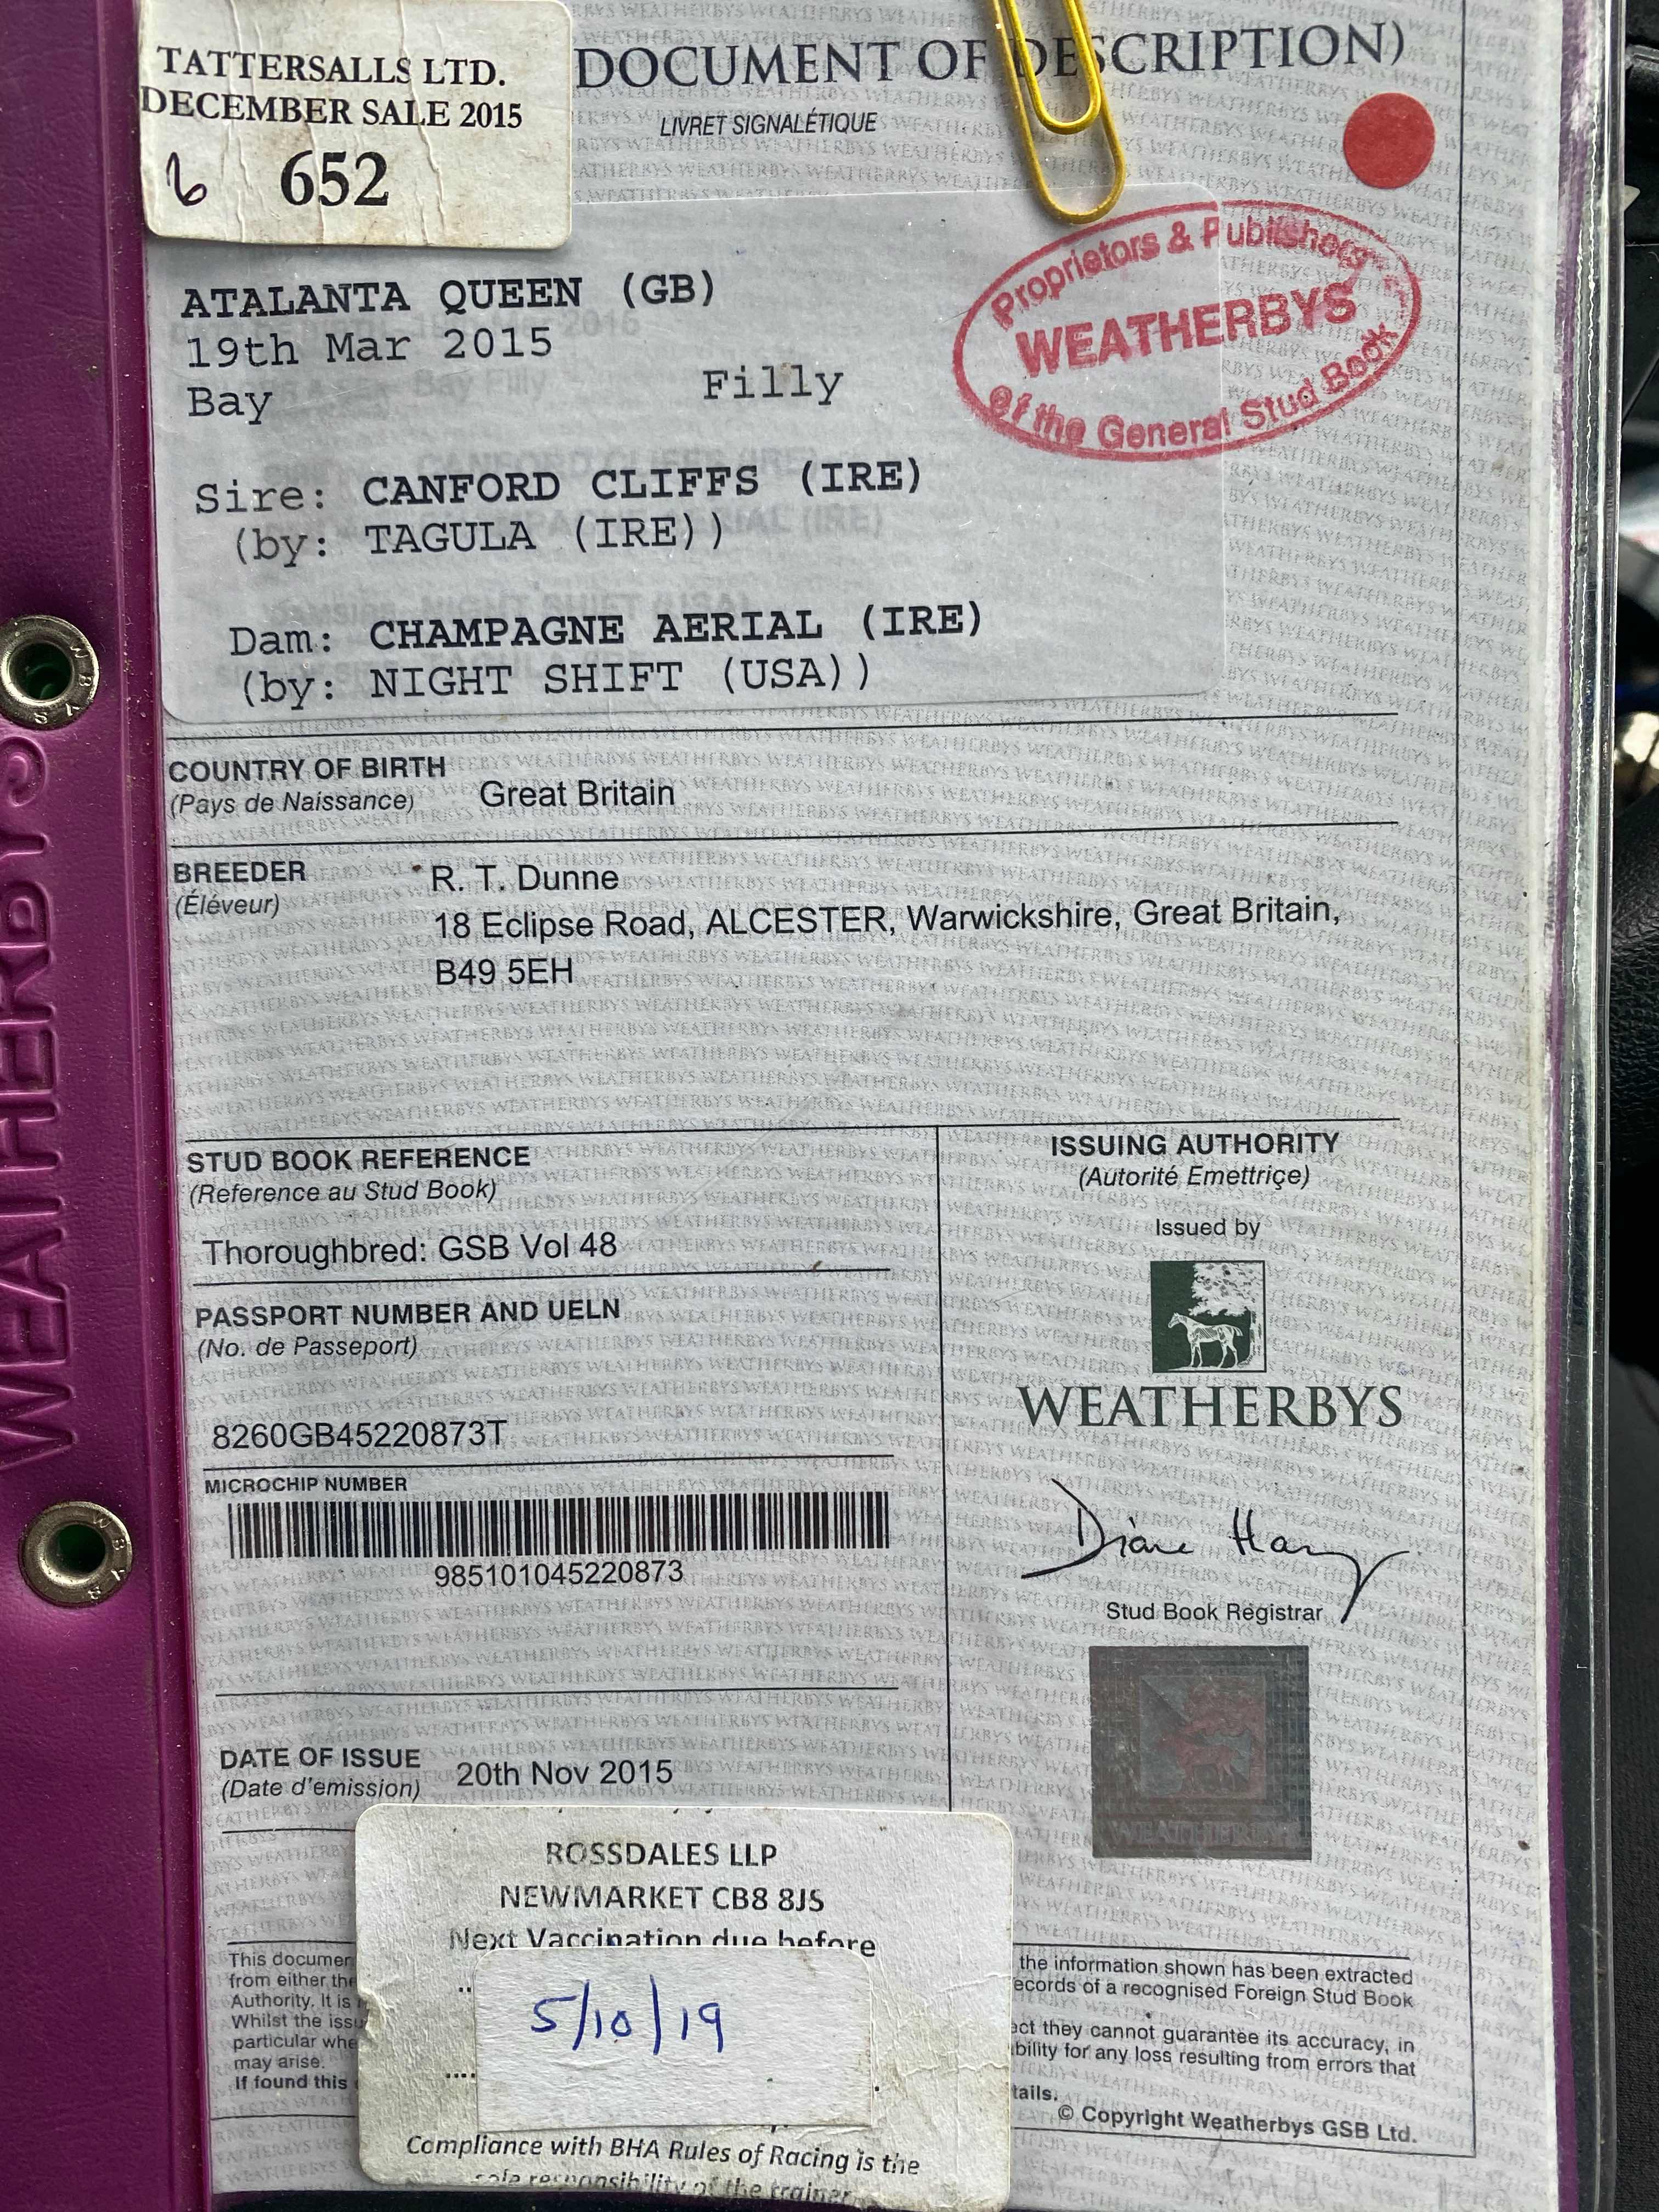 TATTERSALLS LTD.
DECEMBER SALE 2015
6 652
DOCUMENT OF DESCRIPTION)
LIVRET SIGNALÉTIQUE
Proprietors & Publishers
WEATHERBYS
of the General Stud Book
ATALANTA QUEEN (GB)
19th Mar 2015
Bay Filly
Sire: CANFORD CLIFFS (IRE)
(by: TAGULA (IRE))
Dam: CHAMPAGNE AERIAL (IRE)
(by: NIGHT SHIFT (USA))
COUNTRY OF BIRTH
(Pays de Naissance) Great Britain
BREEDER
(Éléveur)
R. T. Dunne
18 Eclipse Road, ALCESTER, Warwickshire, Great Britain,
B49 5EH
STUD BOOK REFERENCE
(Reference au Stud Book)
Thoroughbred: GSB Vol 48
PASSPORT NUMBER AND UELN
(No. de Passeport)
8260GB45220873T
MICROCHIP NUMBER
985101045220873
DATE OF ISSUE
(Date d'emission) 20th Nov 2015
ISSUING AUTHORITY
(Autorité Emettriçe)
Issued by
WEATHERBYS
Stud Book Registrar
WEATHERBYS
ROSSDALES LLP
NEWMARKET CB8 8JS
Next Vaccination due before
5/10/19
Compliance with BHA Rules of Racing is the
sole responsibility of the trainer
This documen
from either the
Authority. It is
Whilst the issu
particular whe
may arise.
If found this
the information shown has been extracted
ecords of a recognised Foreign Stud Book
ect they cannot guarantee its accuracy, in
bility for any loss resulting from errors that
tails.
© Copyright Weatherbys GSB Ltd.
WEATHERBYS